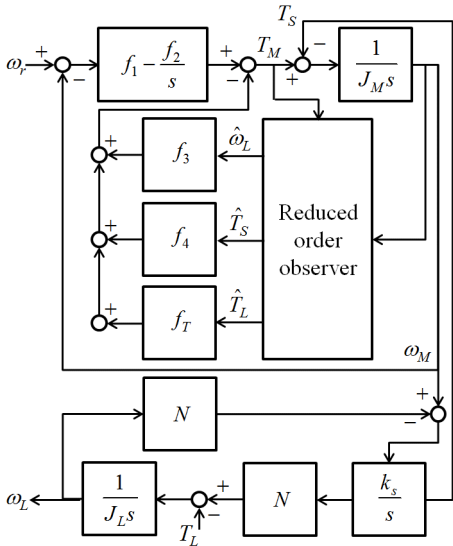 T_S
ω_r + − f_1 − f_2/s + − T_M + − 1/(J_M s)
+ f_3 ω̂_L
+ f_4 T̂_S
+ f_T T̂_L
Reduced
order
observer
ω_M
N + −
ω_L 1/(J_L s) + − N k_s/s
T_L